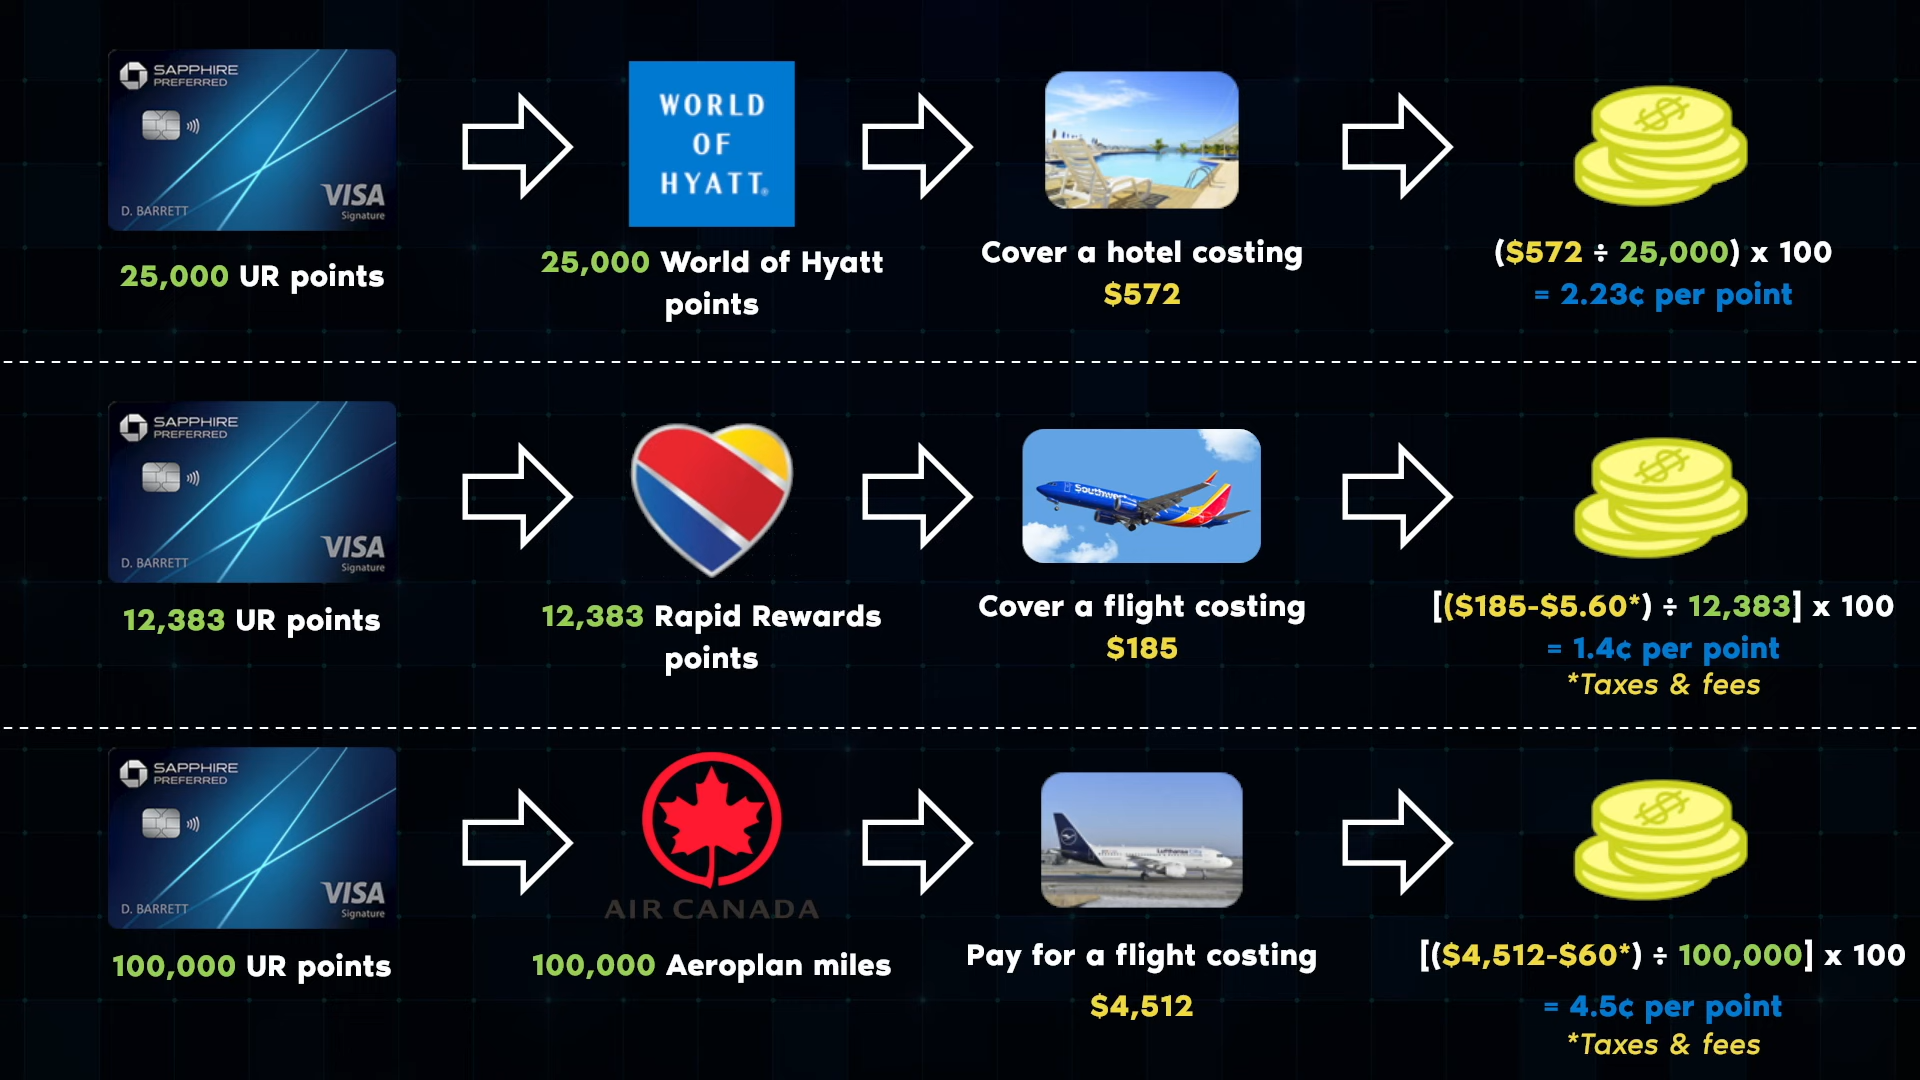 SAPPHIRE
PREFERRED
VISA
Signature
D. BARRETT
25,000 UR points
WORLD
OF
HYATT
25,000 World of Hyatt
points
Cover a hotel costing
$572
($572 ÷ 25,000) x 100
= 2.23¢ per point
SAPPHIRE
PREFERRED
VISA
Signature
D. BARRETT
12,383 UR points
12,383 Rapid Rewards
points
Southwest
Cover a flight costing
$185
[($185-$5.60*) ÷ 12,383] x 100
= 1.4¢ per point
*Taxes & fees
SAPPHIRE
PREFERRED
VISA
Signature
D. BARRETT
100,000 UR points
AIR CANADA
100,000 Aeroplan miles
Lufthansa
Pay for a flight costing
$4,512
[($4,512-$60*) ÷ 100,000] x 100
= 4.5¢ per point
*Taxes & fees